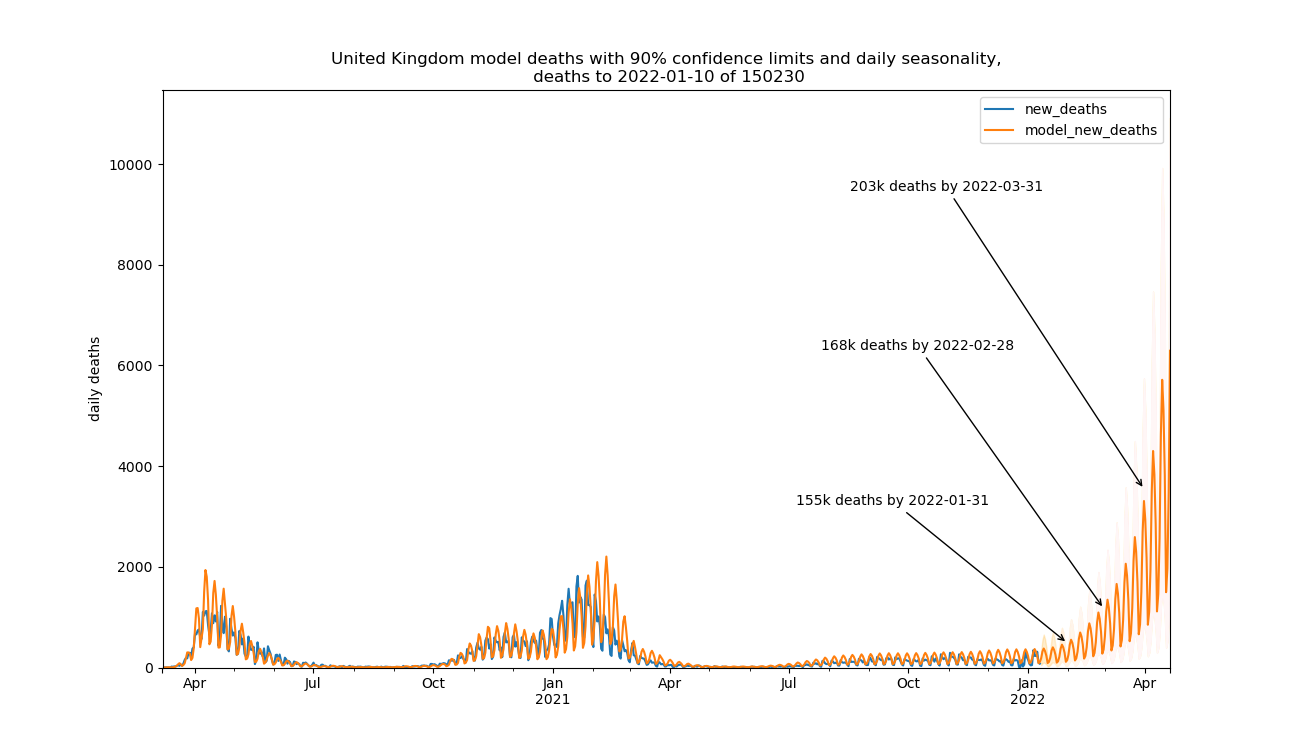 United Kingdom model deaths with 90% confidence limits and daily seasonality,
deaths to 2022-01-10 of 150230
new_deaths
model_new_deaths
10000
8000
6000
4000
2000
0
daily deaths
203k deaths by 2022-03-31
168k deaths by 2022-02-28
155k deaths by 2022-01-31
Apr Jul Oct Jan Apr Jul Oct Jan Apr
2021 2022